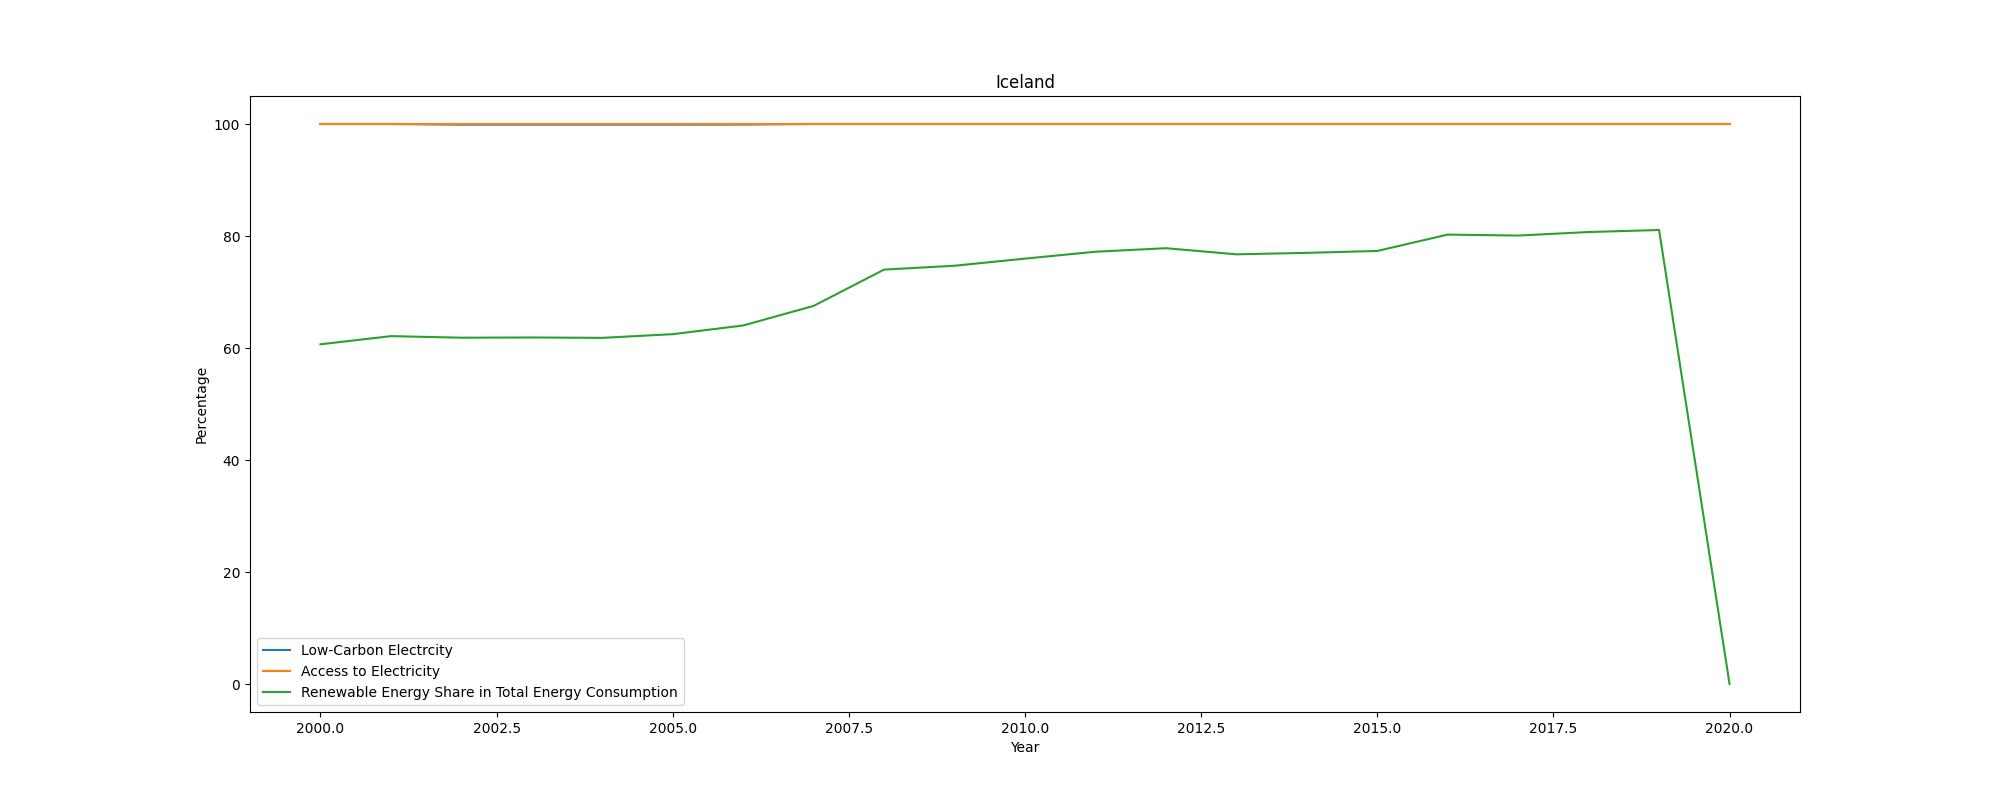 Iceland
100
80
60
40
20
0
Percentage
Low-Carbon Electrcity
Access to Electricity
Renewable Energy Share in Total Energy Consumption
2000.0 2002.5 2005.0 2007.5 2010.0 2012.5 2015.0 2017.5 2020.0
Year